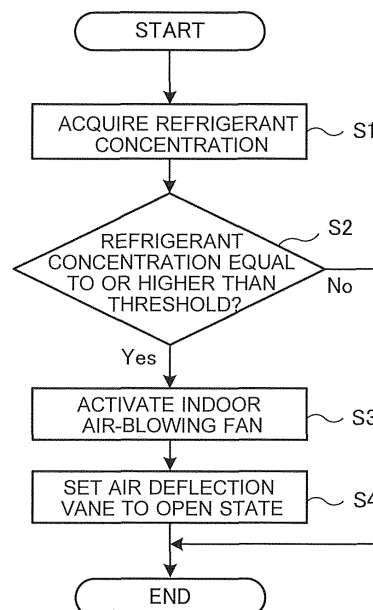 START
ACQUIRE REFRIGERANT
CONCENTRATION
S1
S2
REFRIGERANT
CONCENTRATION EQUAL
TO OR HIGHER THAN
THRESHOLD?
No
Yes
ACTIVATE INDOOR
AIR-BLOWING FAN
S3
SET AIR DEFLECTION
VANE TO OPEN STATE
S4
END